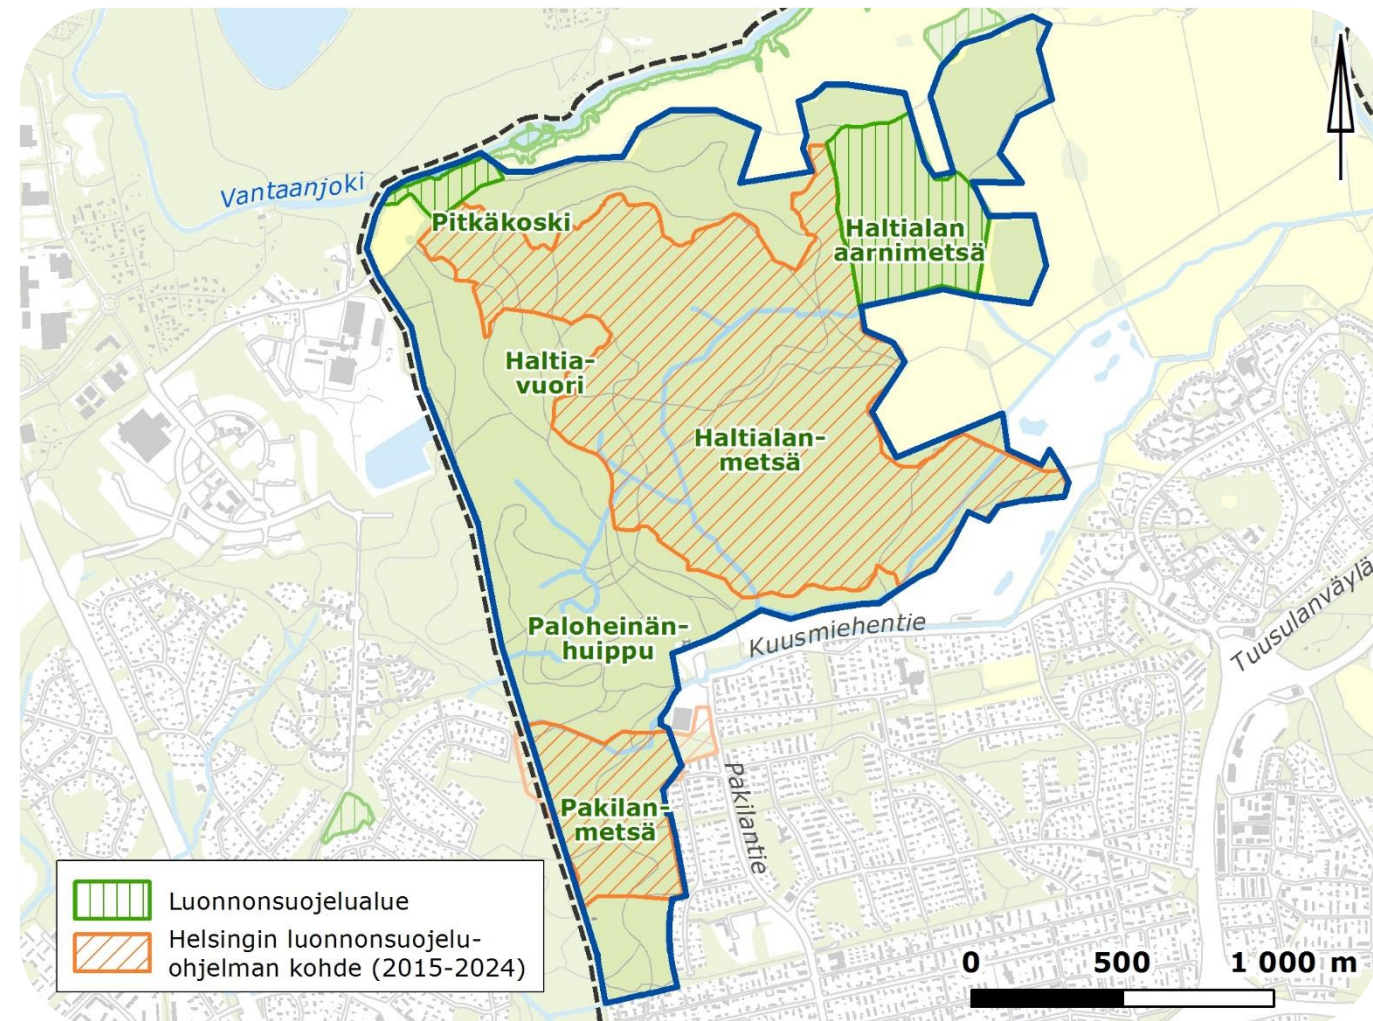 Vantaanjoki
Pitkäkoski
Haltialan
aarnimetsä
Haltia-
vuori
Haltialan-
metsä
Paloheinän-
huippu
Kuusmiehentie
Tuusulanväylä
Pakilantie
Pakilan-
metsä
Luonnonsuojelualue
Helsingin luonnonsuojelu-
ohjelman kohde (2015-2024)
0 500 1 000 m